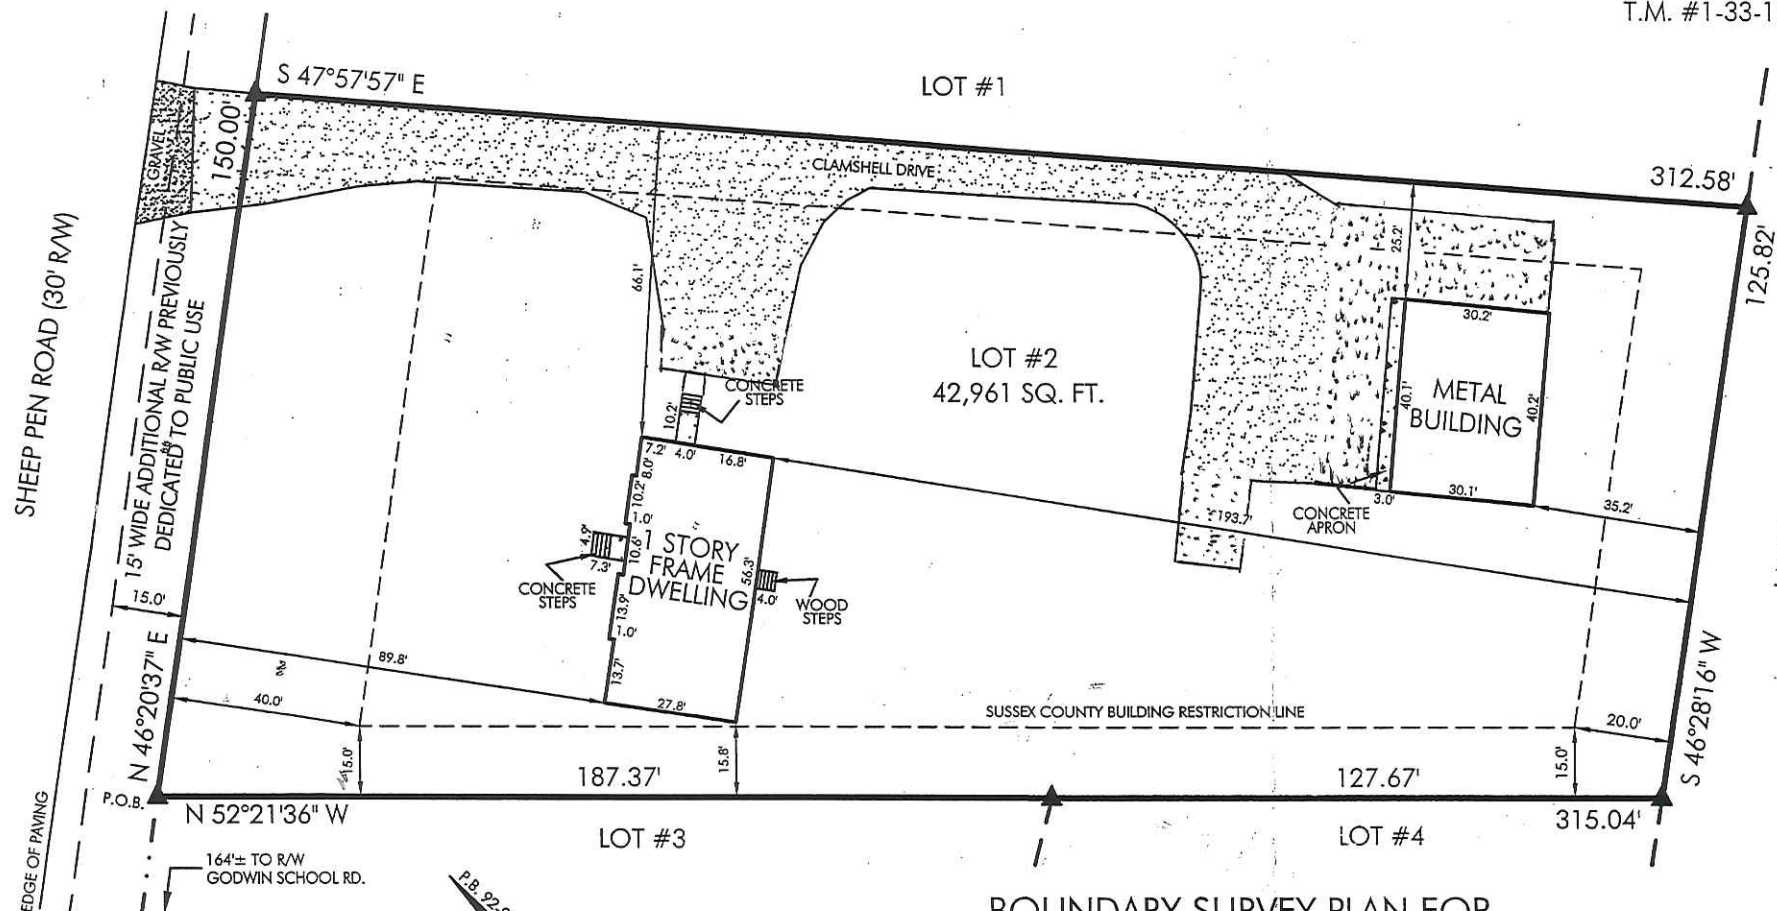 T.M. #1-33-1
S 47°57'57" E
LOT #1
150.00'
GRAVEL
CLAMSHELL DRIVE
312.58'
125.82'
SHEEP PEN ROAD (30' R/W)
15' WIDE ADDITIONAL R/W PREVIOUSLY
DEDICATED TO PUBLIC USE
66.1'
25.2'
30.2'
LOT #2
42,961 SQ. FT.
METAL
BUILDING
40.1'
40.2'
CONCRETE
STEPS
10.2'
7.2'
4.0'
16.8'
8.0'
10.2'
1.0'
10.6'
4.9'
7.3'
CONCRETE
STEPS
1 STORY
FRAME
DWELLING
56.3'
4.0'
WOOD
STEPS
13.9'
1.0'
13.7'
27.8'
193.7'
3.0'
30.1'
CONCRETE
APRON
35.2'
15.0'
89.8'
40.0'
SUSSEX COUNTY BUILDING RESTRICTION LINE
20.0'
15.0'
15.8'
15.0'
N 46°20'37" E
S 46°28'16" W
187.37'
127.67'
P.O.B.
N 52°21'36" W
315.04'
LOT #3
LOT #4
EDGE OF PAVING
164'± TO R/W
GODWIN SCHOOL RD.
P.B. 92-
BOUNDARY SURVEY PLAN FOR